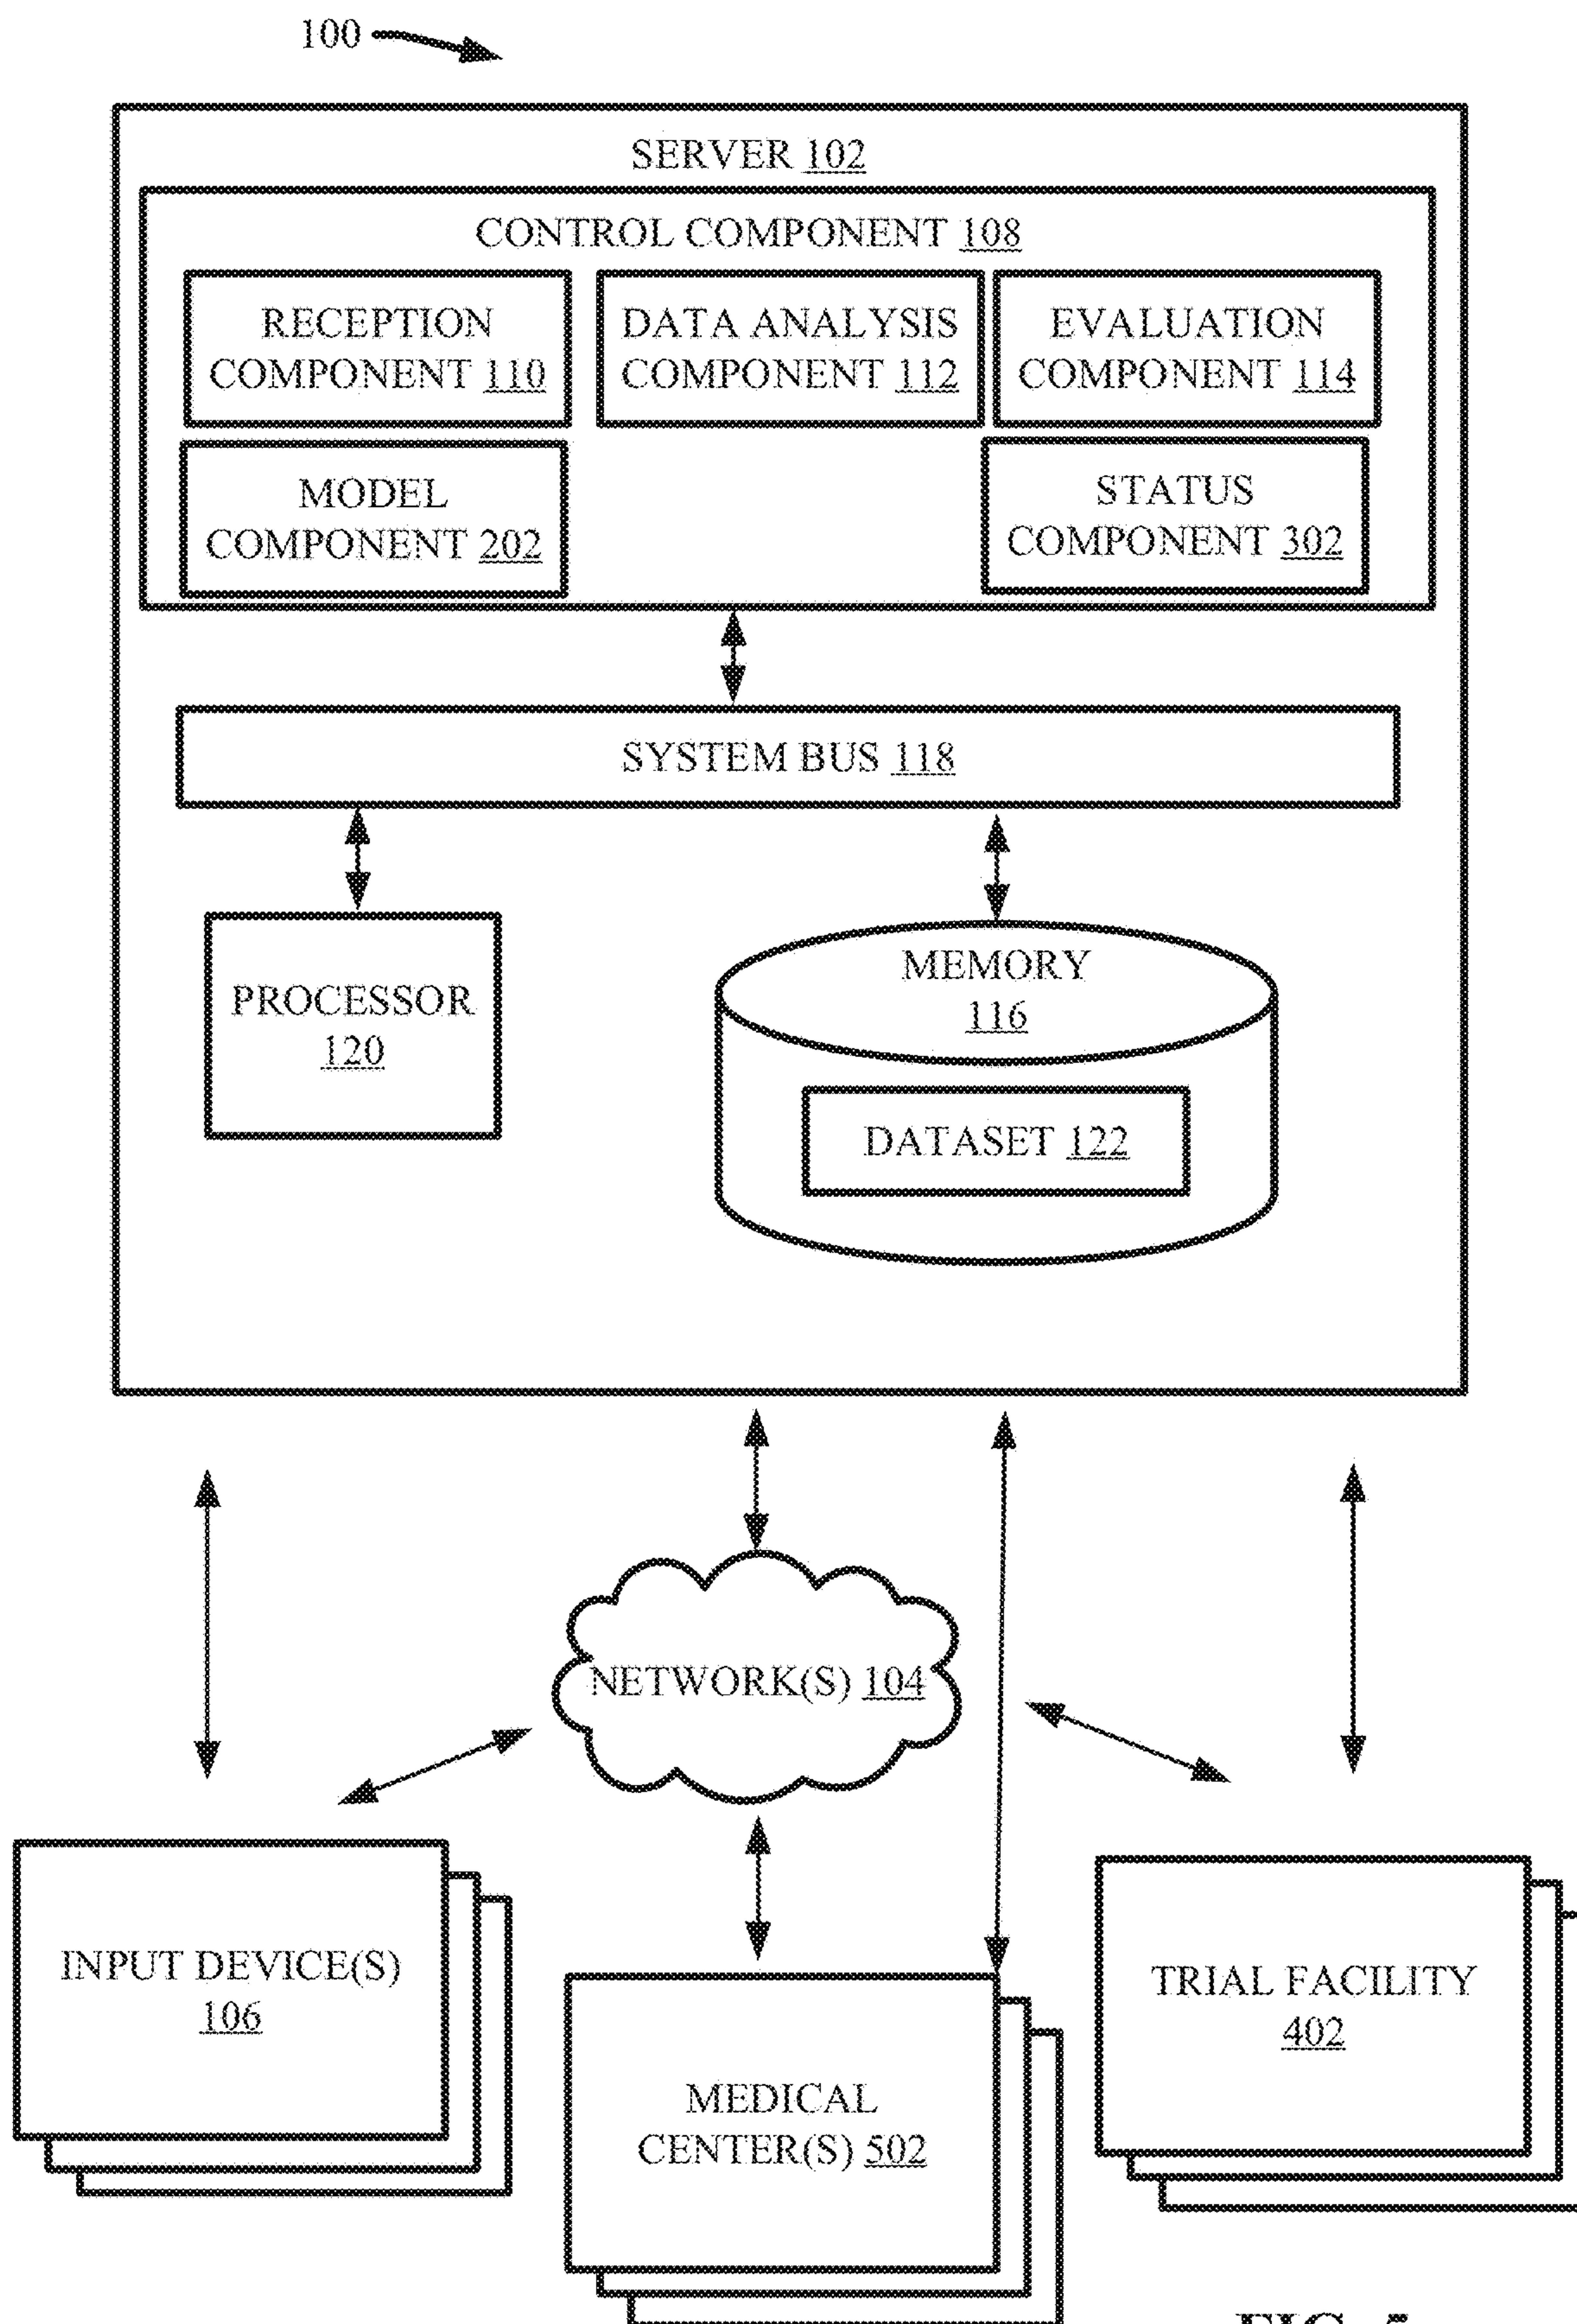 100
SERVER 102
CONTROL COMPONENT 108
RECEPTION
COMPONENT 110
DATA ANALYSIS
COMPONENT 112
EVALUATION
COMPONENT 114
MODEL
COMPONENT 202
STATUS
COMPONENT 302
SYSTEM BUS 118
PROCESSOR
120
MEMORY
116
DATASET 122
NETWORK(S) 104
INPUT DEVICE(S)
106
MEDICAL
CENTER(S) 502
TRIAL FACILITY
402
FIG. 5